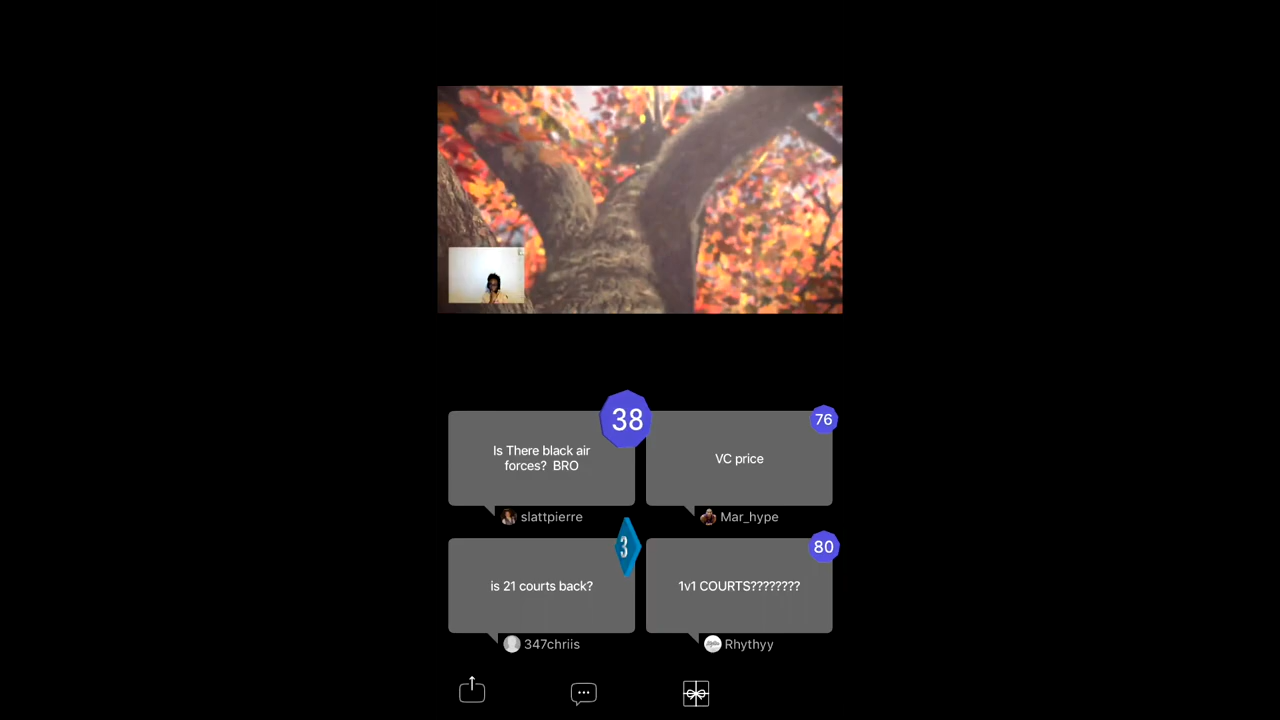 38
Is There black air
forces? BRO
slattpierre
76
VC price
Mar_hype
3
is 21 courts back?
347chriis
80
1v1 COURTS????????
Rhythyy